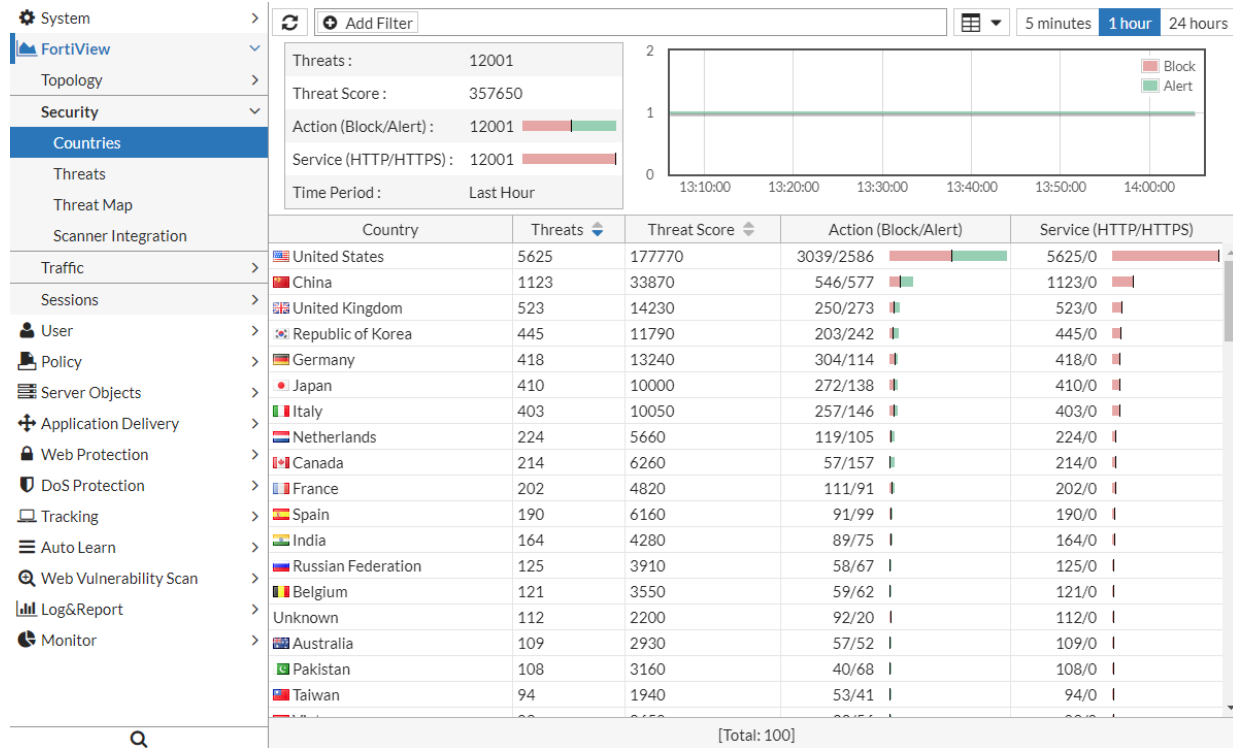 System
FortiView
Topology
Security
Countries
Threats
Threat Map
Scanner Integration
Traffic
Sessions
User
Policy
Server Objects
Application Delivery
Web Protection
DoS Protection
Tracking
Auto Learn
Web Vulnerability Scan
Log&Report
Monitor
Add Filter
5 minutes 1 hour 24 hours
Threats : 12001
Threat Score : 357650
Action (Block/Alert) : 12001
Service (HTTP/HTTPS) : 12001
Time Period : Last Hour
2
1
0
Block
Alert
13:10:00 13:20:00 13:30:00 13:40:00 13:50:00 14:00:00
Country Threats Threat Score Action (Block/Alert) Service (HTTP/HTTPS)
United States 5625 177770 3039/2586 5625/0
China 1123 33870 546/577 1123/0
United Kingdom 523 14230 250/273 523/0
Republic of Korea 445 11790 203/242 445/0
Germany 418 13240 304/114 418/0
Japan 410 10000 272/138 410/0
Italy 403 10050 257/146 403/0
Netherlands 224 5660 119/105 224/0
Canada 214 6260 57/157 214/0
France 202 4820 111/91 202/0
Spain 190 6160 91/99 190/0
India 164 4280 89/75 164/0
Russian Federation 125 3910 58/67 125/0
Belgium 121 3550 59/62 121/0
Unknown 112 2200 92/20 112/0
Australia 109 2930 57/52 109/0
Pakistan 108 3160 40/68 108/0
Taiwan 94 1940 53/41 94/0
[Total: 100]